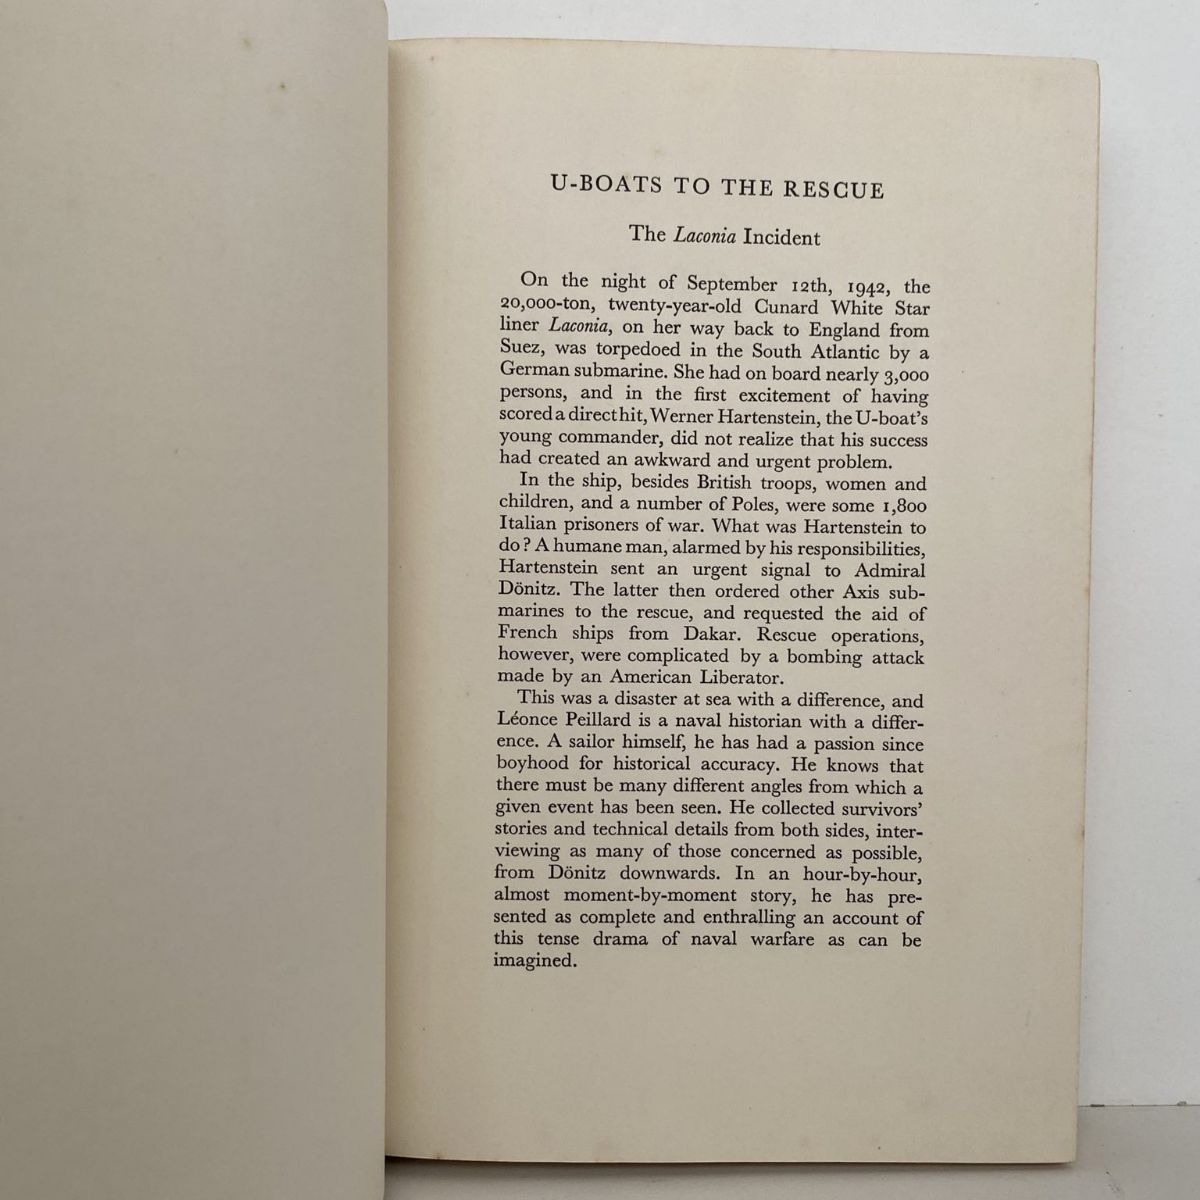 U-BOATS TO THE RESCUE
The Laconia Incident
On the night of September 12th, 1942, the
20,000-ton, twenty-year-old Cunard White Star
liner Laconia, on her way back to England from
Suez, was torpedoed in the South Atlantic by a
German submarine. She had on board nearly 3,000
persons, and in the first excitement of having
scored a direct hit, Werner Hartenstein, the U-boat's
young commander, did not realize that his success
had created an awkward and urgent problem.
In the ship, besides British troops, women and
children, and a number of Poles, were some 1,800
Italian prisoners of war. What was Hartenstein to
do? A humane man, alarmed by his responsibilities,
Hartenstein sent an urgent signal to Admiral
Dönitz. The latter then ordered other Axis sub-
marines to the rescue, and requested the aid of
French ships from Dakar. Rescue operations,
however, were complicated by a bombing attack
made by an American Liberator.
This was a disaster at sea with a difference, and
Léonce Peillard is a naval historian with a differ-
ence. A sailor himself, he has had a passion since
boyhood for historical accuracy. He knows that
there must be many different angles from which a
given event has been seen. He collected survivors'
stories and technical details from both sides, inter-
viewing as many of those concerned as possible,
from Dönitz downwards. In an hour-by-hour,
almost moment-by-moment story, he has pre-
sented as complete and enthralling an account of
this tense drama of naval warfare as can be
imagined.